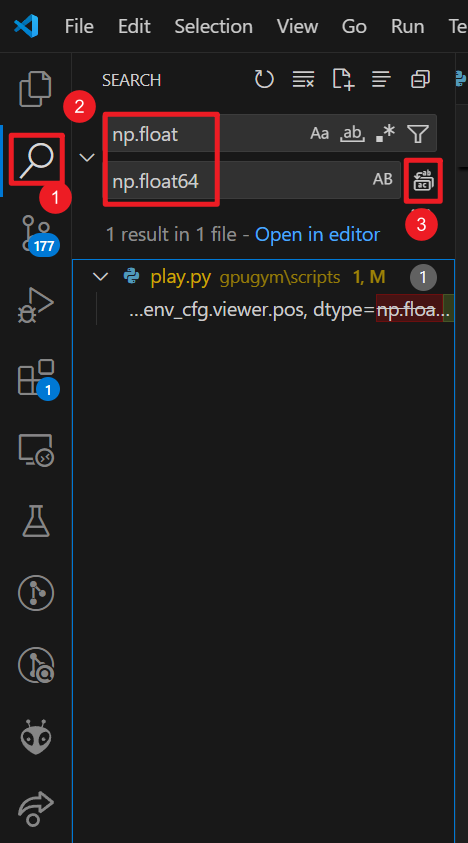 File Edit Selection View Go Run Te
SEARCH
2
np.float Aa ab .*
1
np.float64 AB
3
1 result in 1 file - Open in editor
177
play.py gpugym\scripts 1, M 1
...env_cfg.viewer.pos, dtype=np.floa...
1